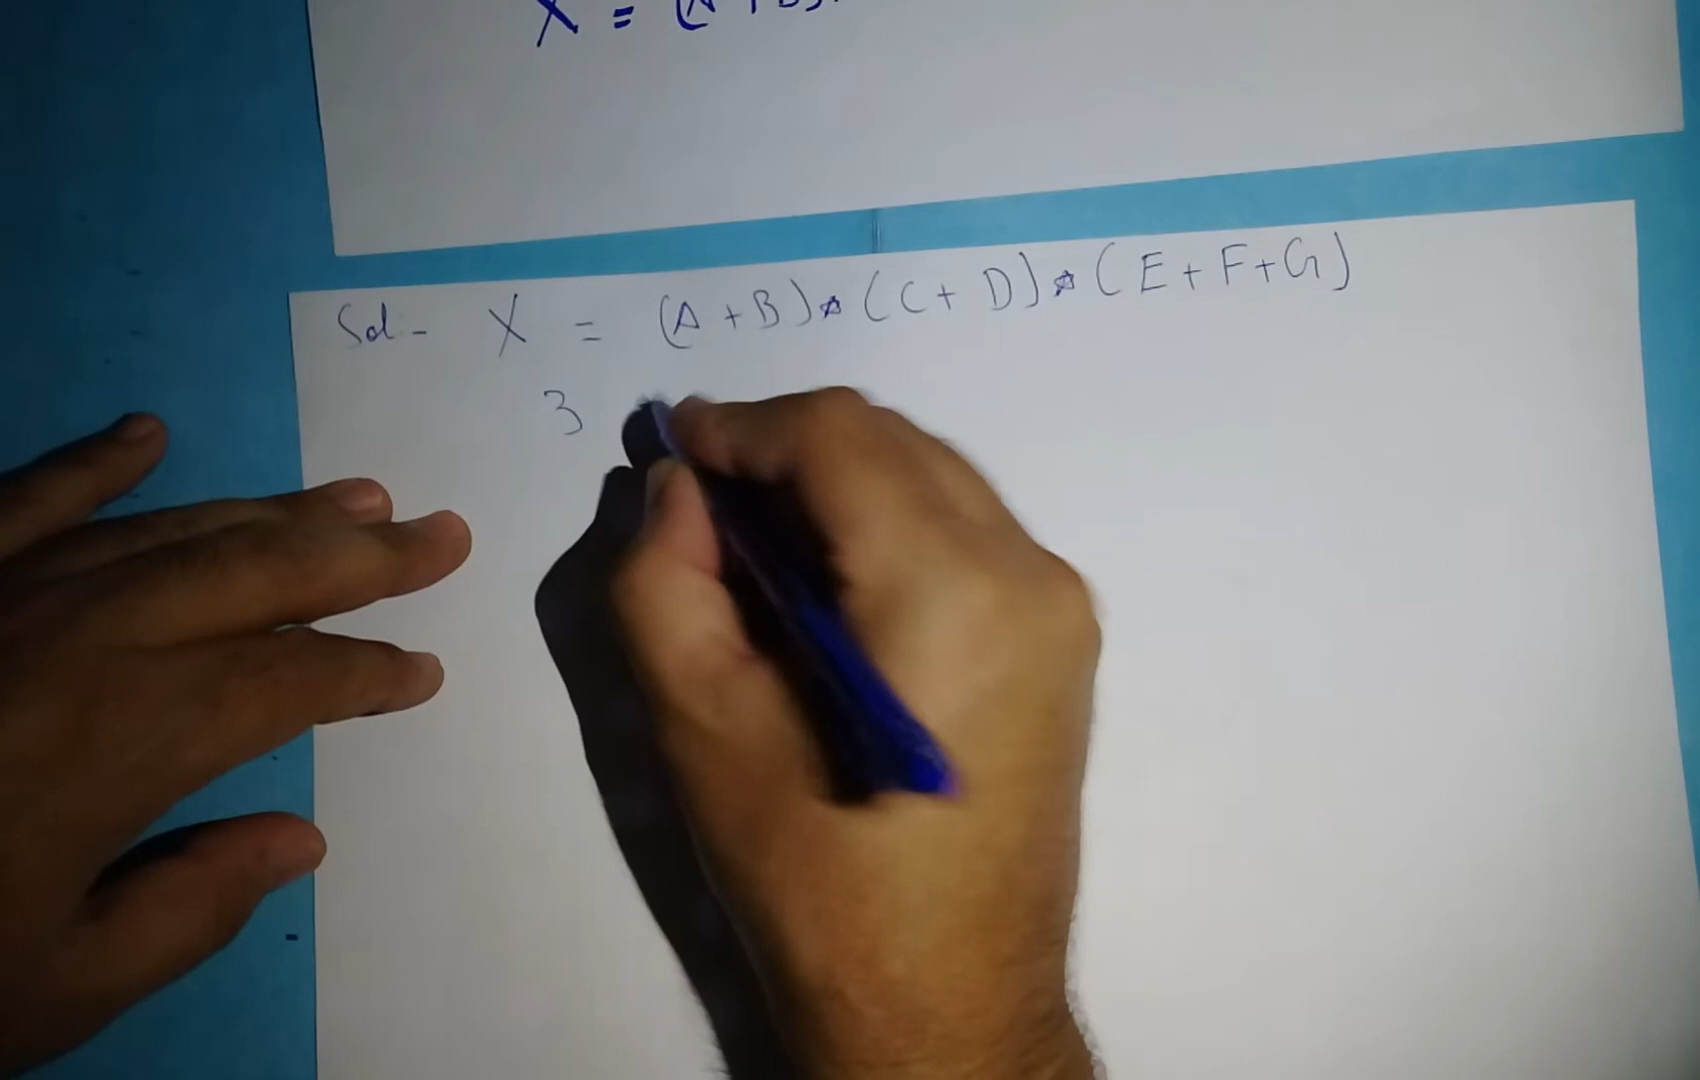 X = (A + B)
Sol - X = (A + B) * (C + D) * (E + F + G)
3